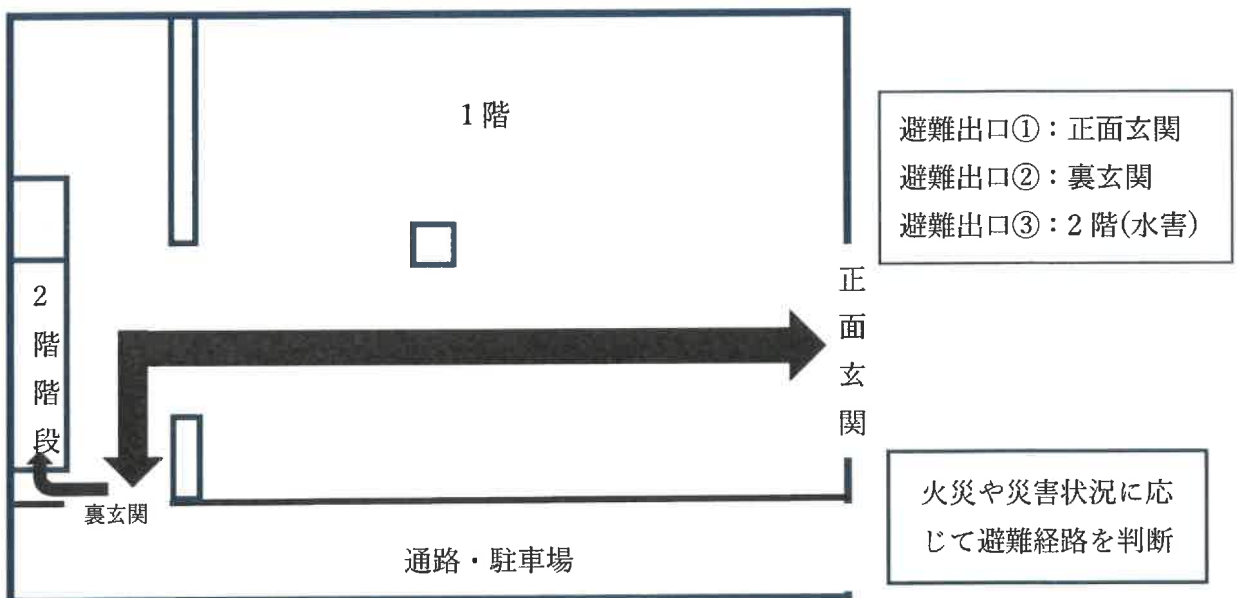 1階
避難出口①：正面玄関
避難出口②：裏玄関
避難出口③：2階(水害)
正面玄関
2階階段
裏玄関
通路・駐車場
火災や災害状況に応
じて避難経路を判断